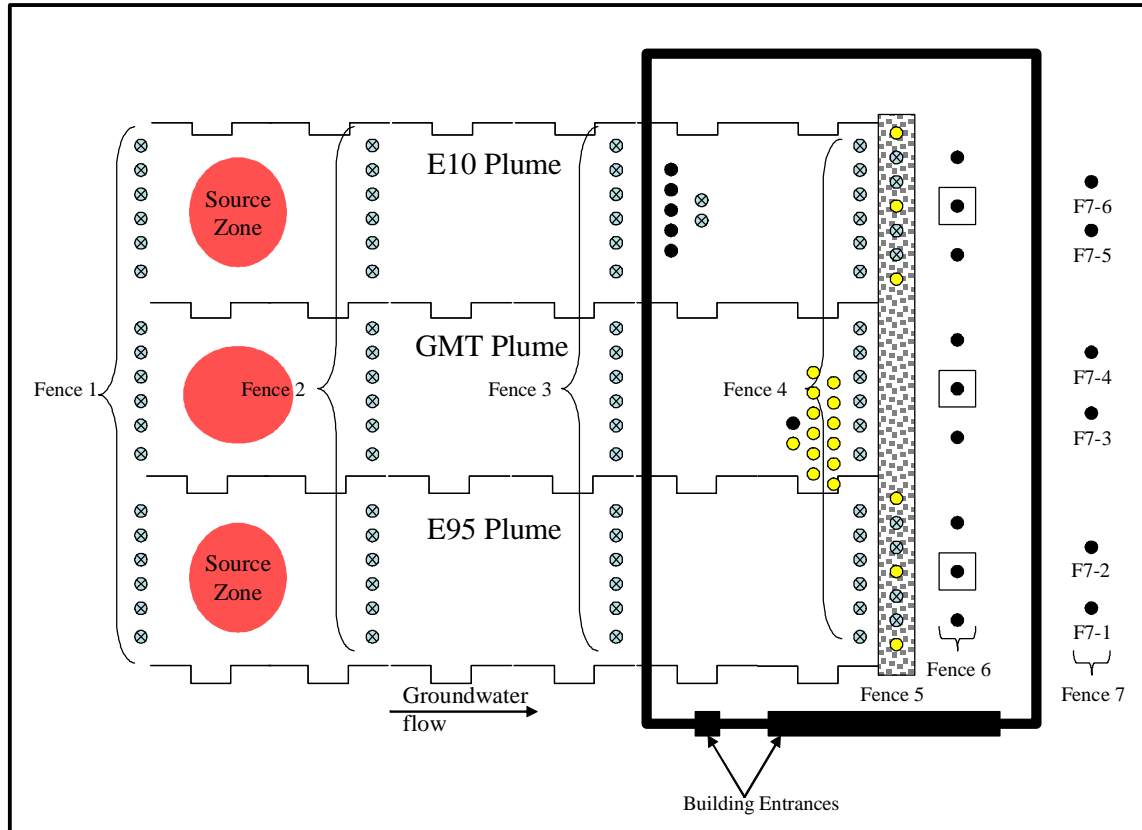 E10 Plume
Source
Zone
F7-6
F7-5
GMT Plume
Fence 1
Fence 2
Fence 3
Fence 4
F7-4
F7-3
E95 Plume
Source
Zone
F7-2
F7-1
Fence 6
Groundwater
flow
Fence 5
Fence 7
Building Entrances